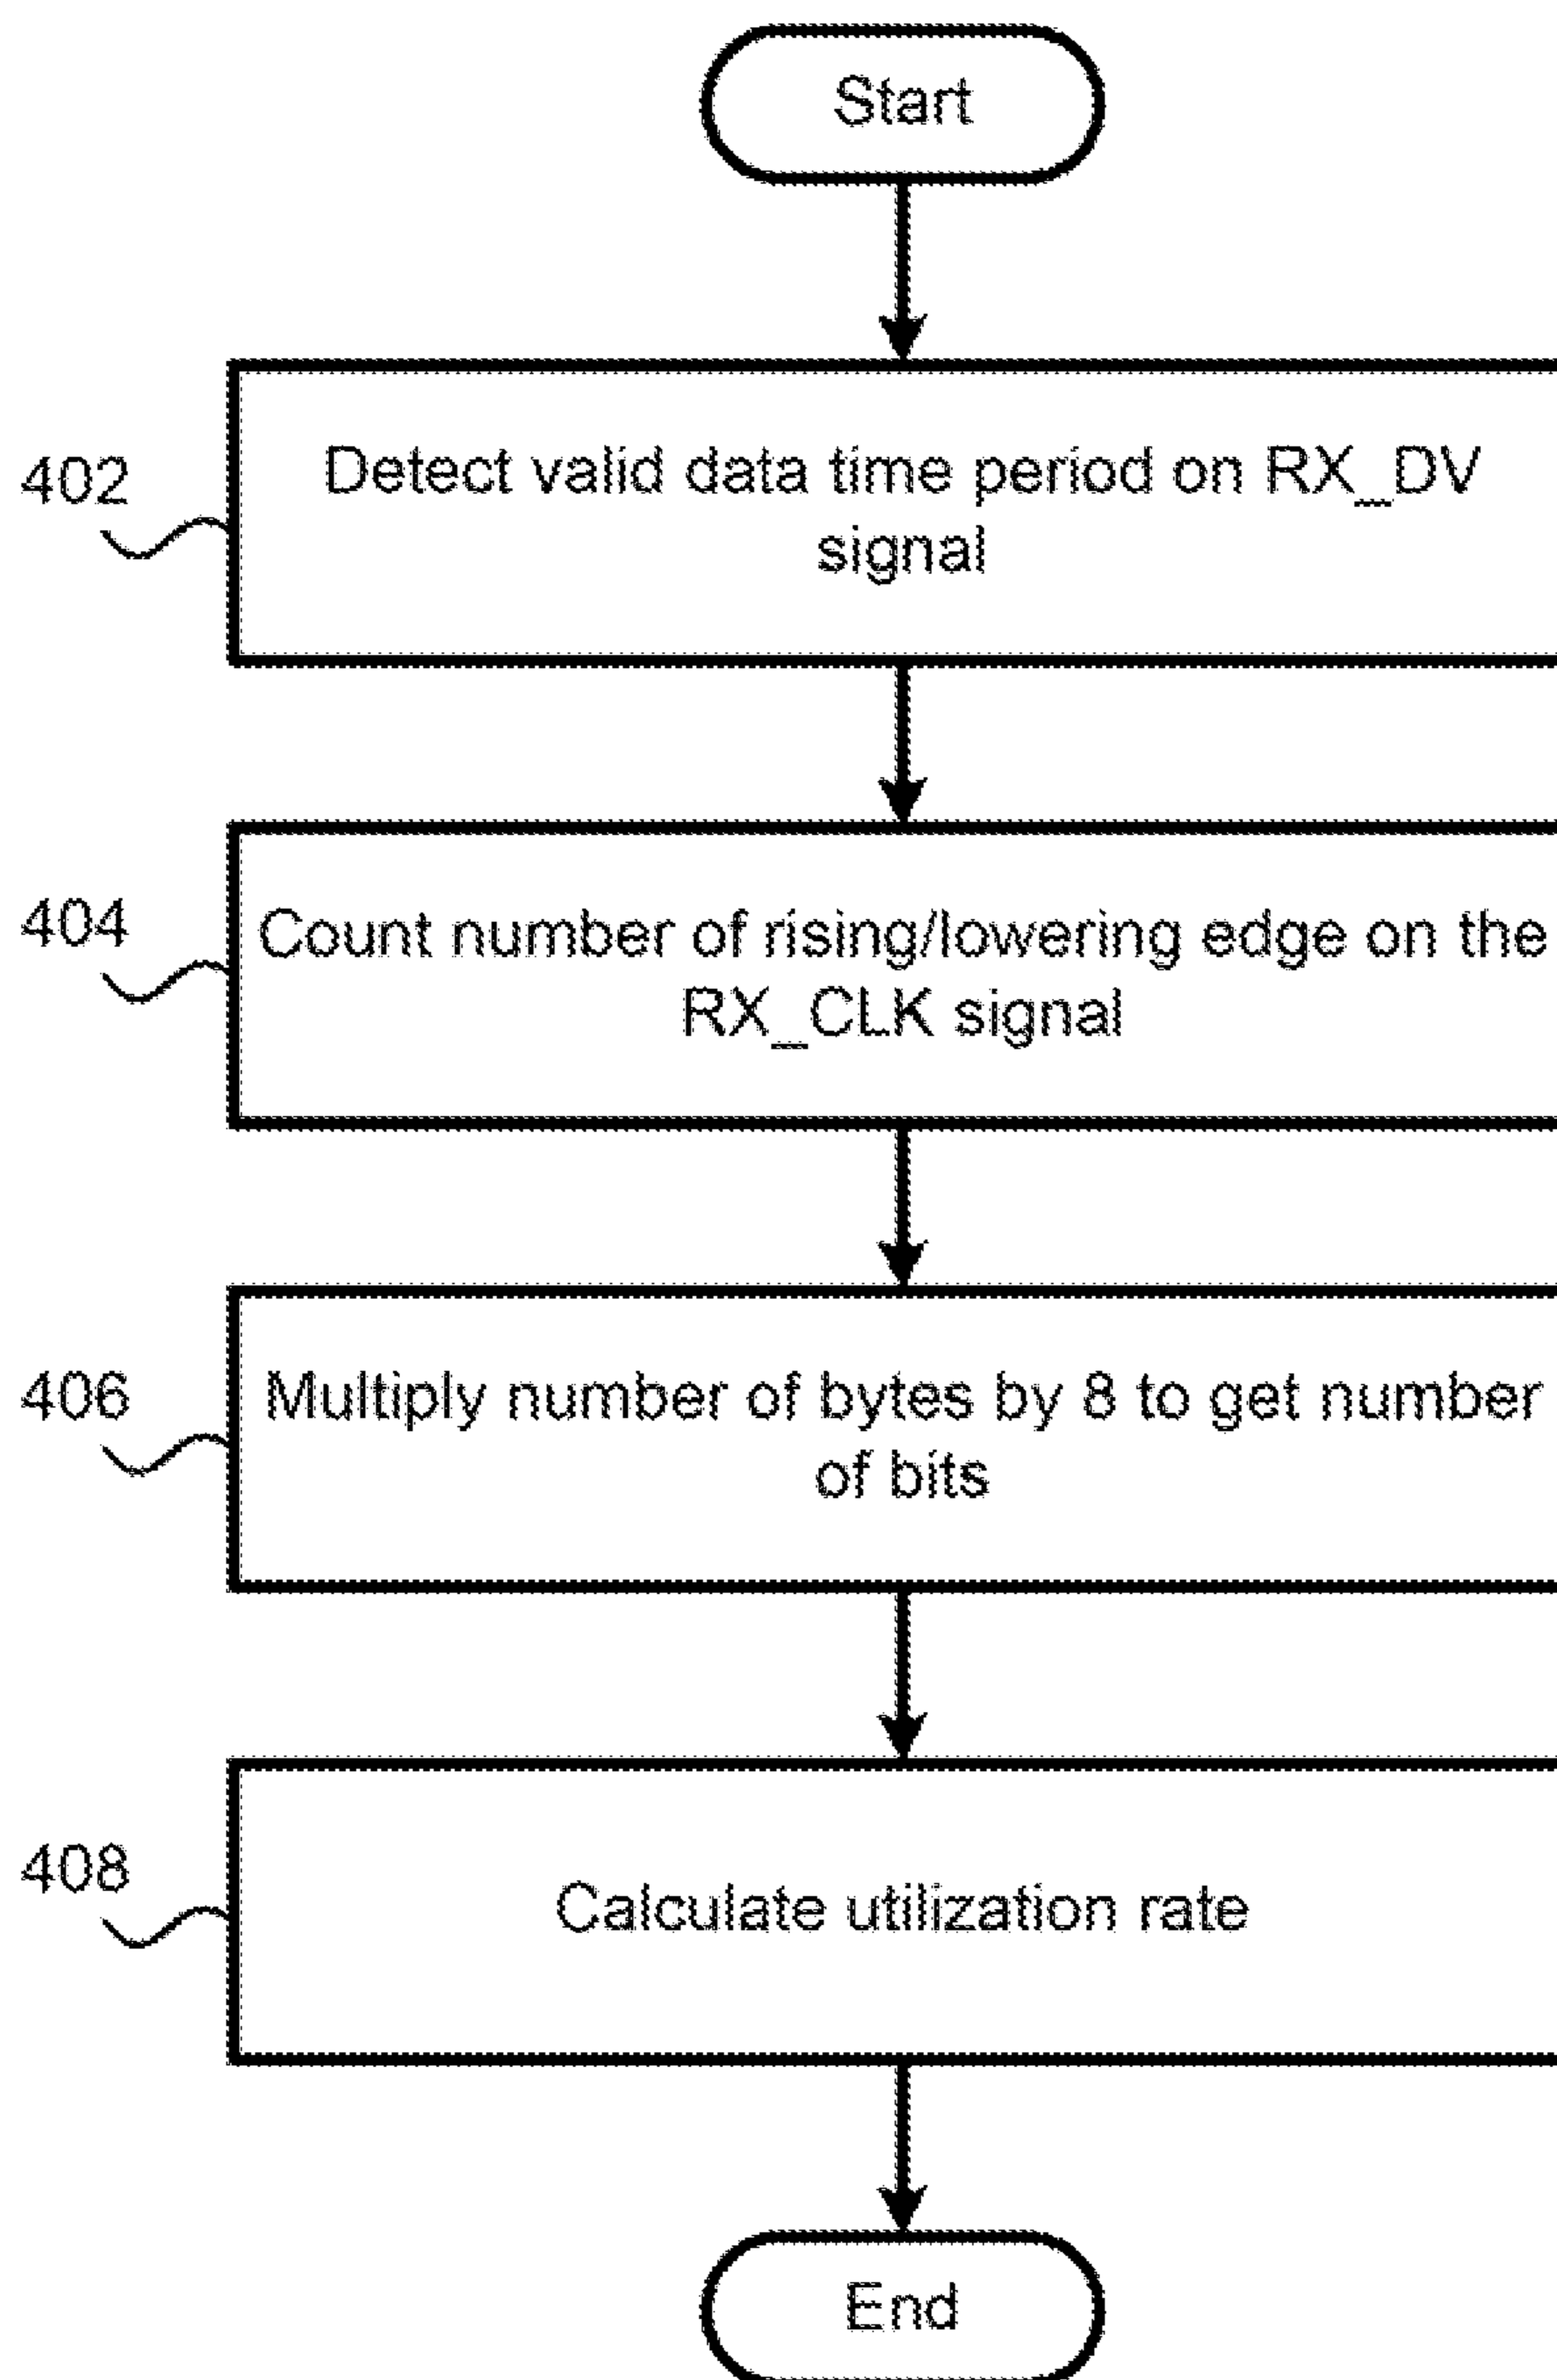 Start
402
Detect valid data time period on RX_DV
signal
404
Count number of rising/lowering edge on the
RX_CLK signal
406
Multiply number of bytes by 8 to get number
of bits
408
Calculate utilization rate
End